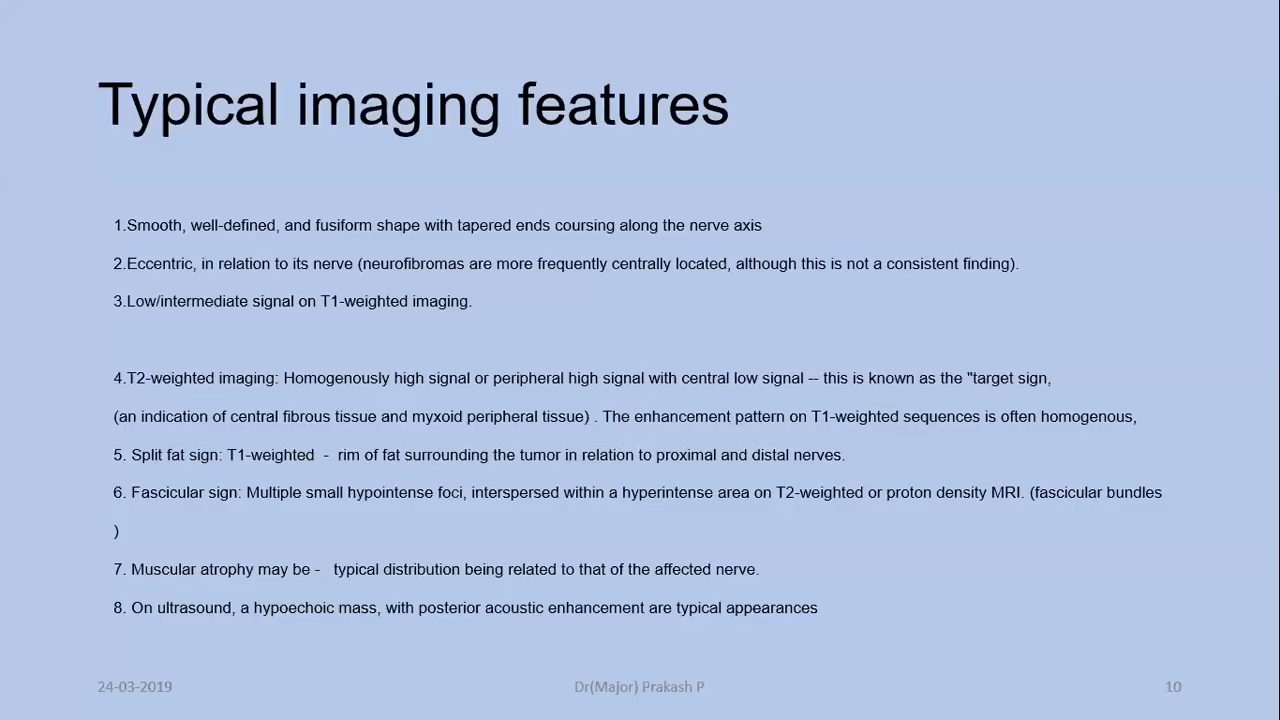 Typical imaging features
1.Smooth, well-defined, and fusiform shape with tapered ends coursing along the nerve axis
2.Eccentric, in relation to its nerve (neurofibromas are more frequently centrally located, although this is not a consistent finding).
3.Low/intermediate signal on T1-weighted imaging.
4.T2-weighted imaging: Homogenously high signal or peripheral high signal with central low signal -- this is known as the "target sign,
(an indication of central fibrous tissue and myxoid peripheral tissue) . The enhancement pattern on T1-weighted sequences is often homogenous,
5. Split fat sign: T1-weighted  -  rim of fat surrounding the tumor in relation to proximal and distal nerves.
6. Fascicular sign: Multiple small hypointense foci, interspersed within a hyperintense area on T2-weighted or proton density MRI. (fascicular bundles
)
7. Muscular atrophy may be -   typical distribution being related to that of the affected nerve.
8. On ultrasound, a hypoechoic mass, with posterior acoustic enhancement are typical appearances
24-03-2019
Dr(Major) Prakash P
10